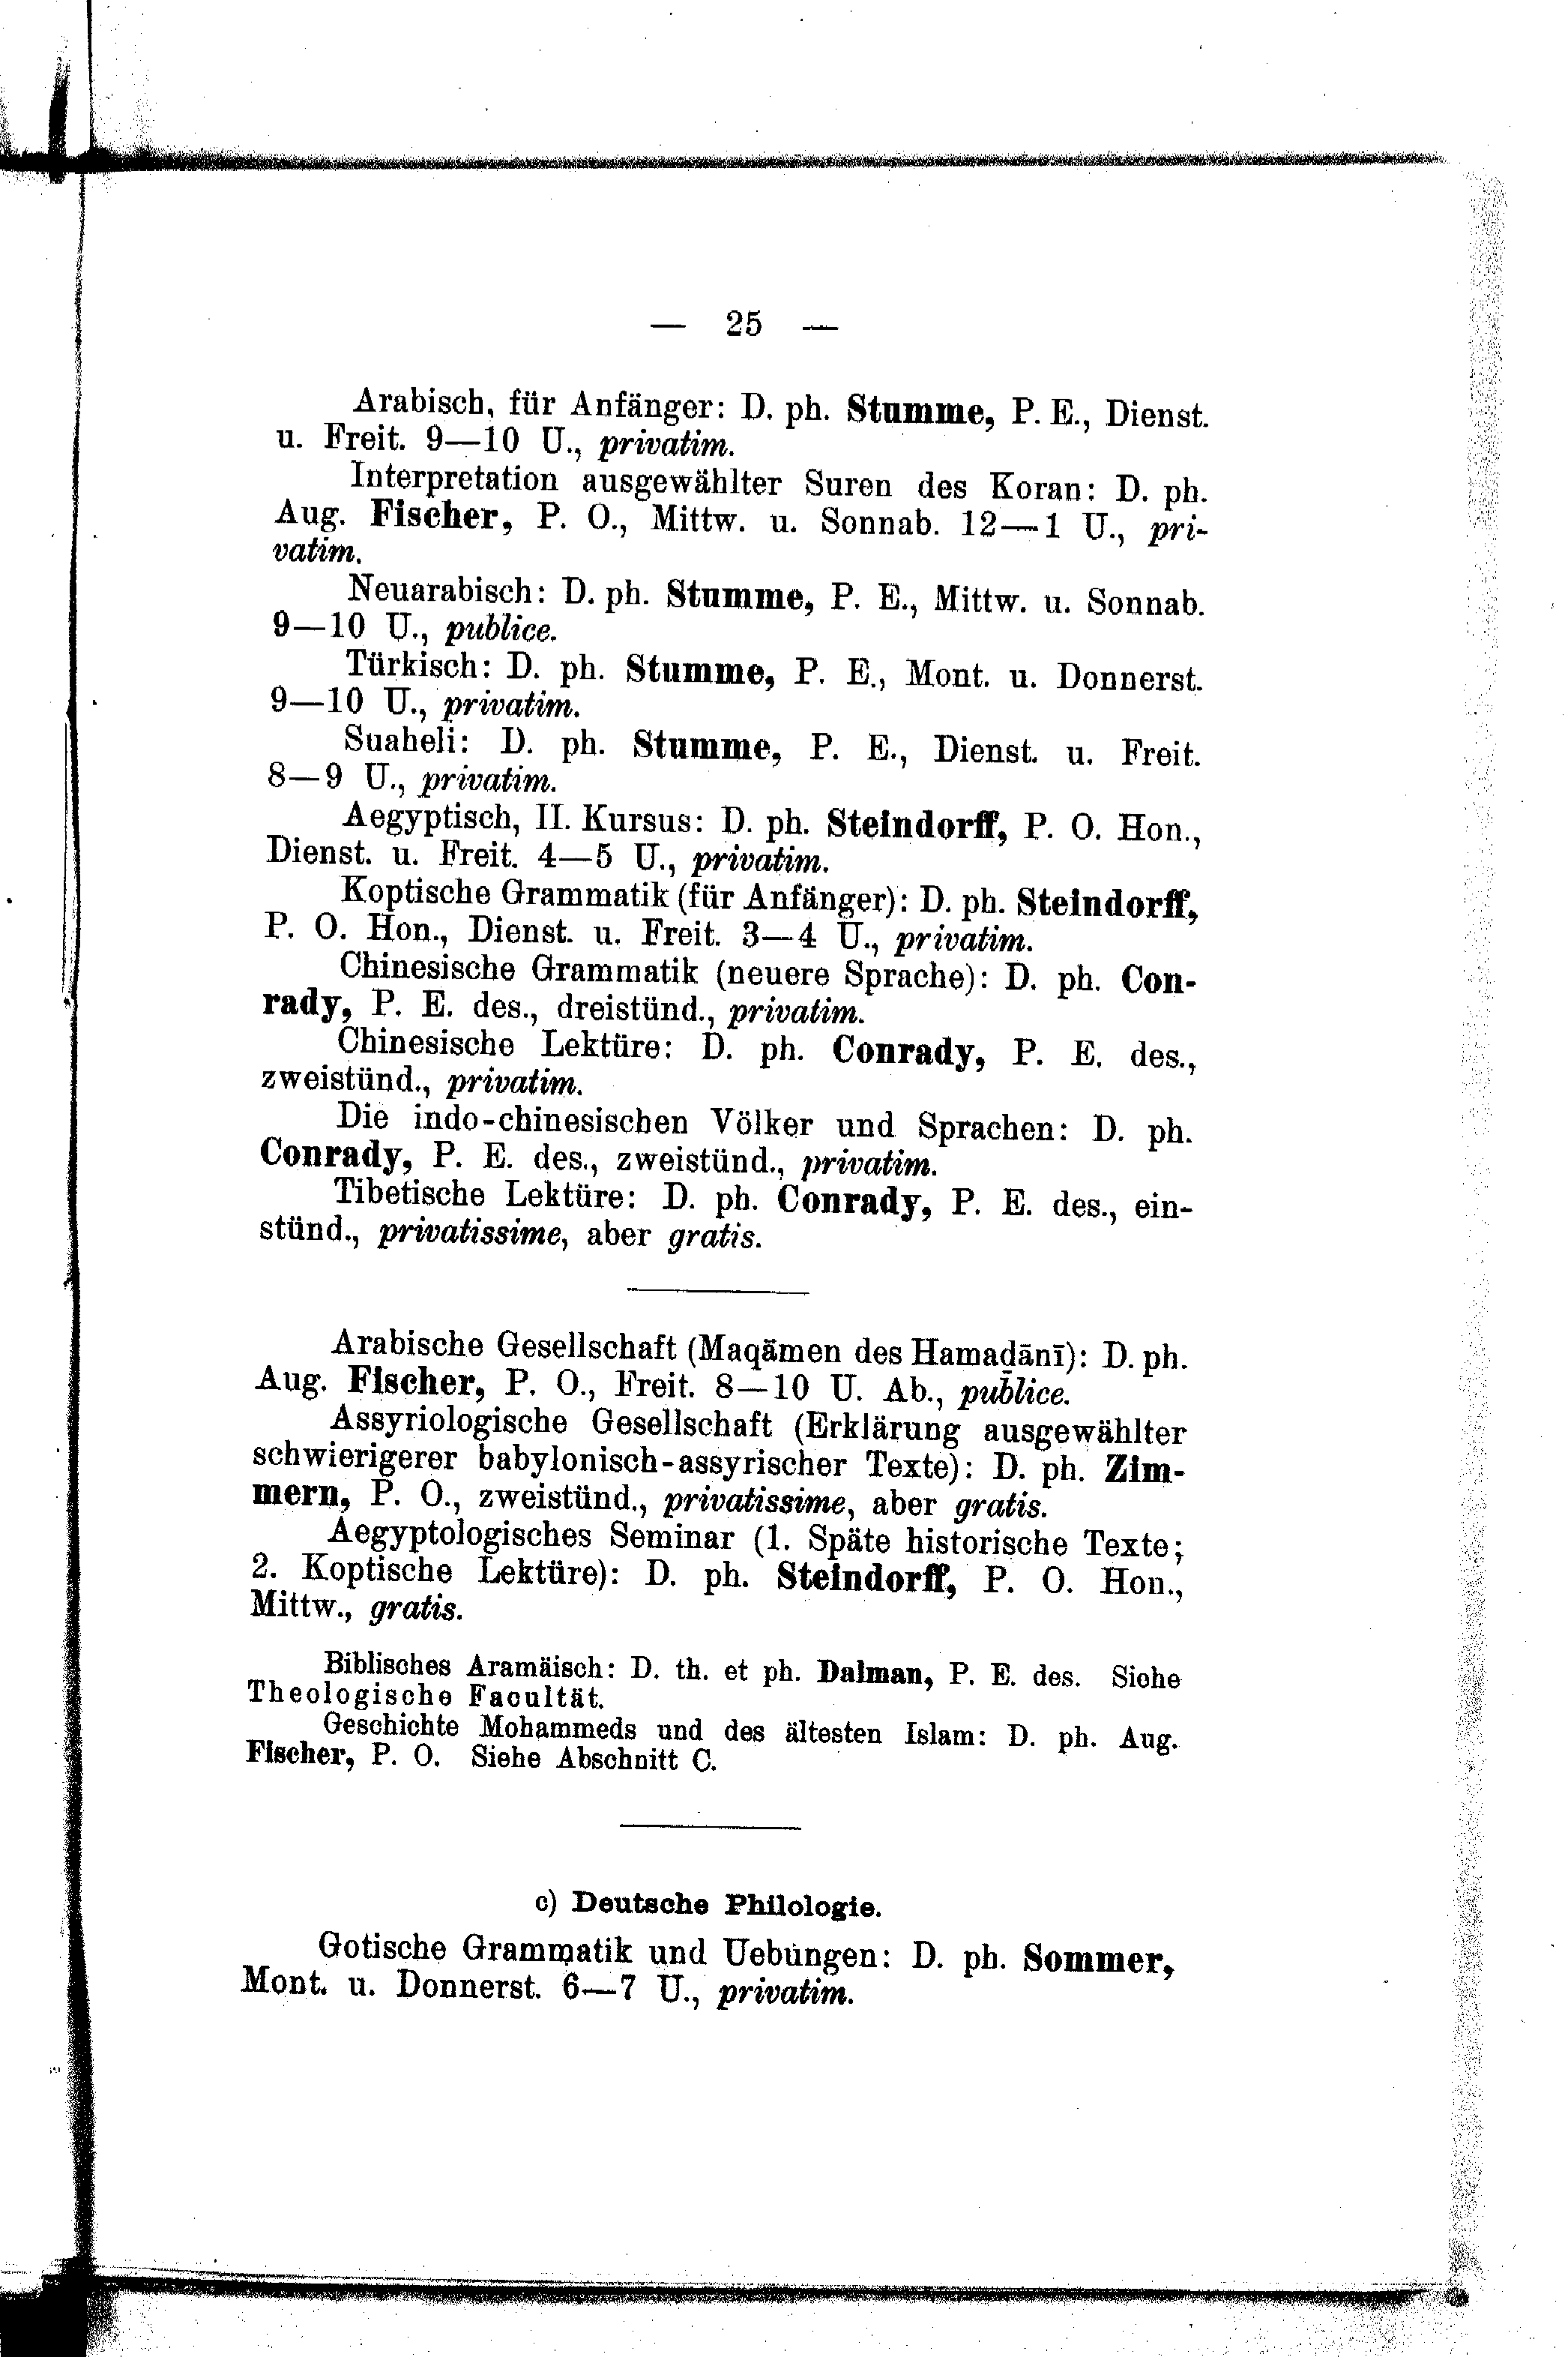 — 25 —
Arabisch, für Anfänger: D. ph. Stumme, P. E., Dienst.
u. Freit. 9—10 U., privatim.
Interpretation ausgewählter Suren des Koran: D. ph.
Aug. Fischer, P. O., Mittw. u. Sonnab. 12—1 U., pri-
vatim.
Neuarabisch: D. ph. Stumme, P. E., Mittw. u. Sonnab.
9—10 U., publice.
Türkisch: D. ph. Stumme, P. E., Mont. u. Donnerst.
9—10 U., privatim.
Suaheli: D. ph. Stumme, P. E., Dienst. u. Freit.
8—9 U., privatim.
Aegyptisch, II. Kursus: D. ph. Steindorff, P. O. Hon.,
Dienst. u. Freit. 4—5 U., privatim.
Koptische Grammatik (für Anfänger): D. ph. Steindorff,
P. O. Hon., Dienst. u. Freit. 3—4 U., privatim.
Chinesische Grammatik (neuere Sprache): D. ph. Con-
rady, P. E. des., dreistünd., privatim.
Chinesische Lektüre: D. ph. Conrady, P. E. des.,
zweistünd., privatim.
Die indo-chinesischen Völker und Sprachen: D. ph.
Conrady, P. E. des., zweistünd., privatim.
Tibetische Lektüre: D. ph. Conrady, P. E. des., ein-
stünd., privatissime, aber gratis.
Arabische Gesellschaft (Maqāmen des Hamaḏānī): D. ph.
Aug. Fischer, P. O., Freit. 8—10 U. Ab., publice.
Assyriologische Gesellschaft (Erklärung ausgewählter
schwierigerer babylonisch-assyrischer Texte): D. ph. Zim-
mern, P. O., zweistünd., privatissime, aber gratis.
Aegyptologisches Seminar (1. Späte historische Texte;
2. Koptische Lektüre): D. ph. Steindorff, P. O. Hon.,
Mittw., gratis.
Biblisches Aramäisch: D. th. et ph. Dalman, P. E. des. Siehe
Theologische Facultät.
Geschichte Mohammeds und des ältesten Islam: D. ph. Aug.
Fischer, P. O. Siehe Abschnitt C.
c) Deutsche Philologie.
Gotische Grammatik und Uebungen: D. ph. Sommer,
Mont. u. Donnerst. 6—7 U., privatim.